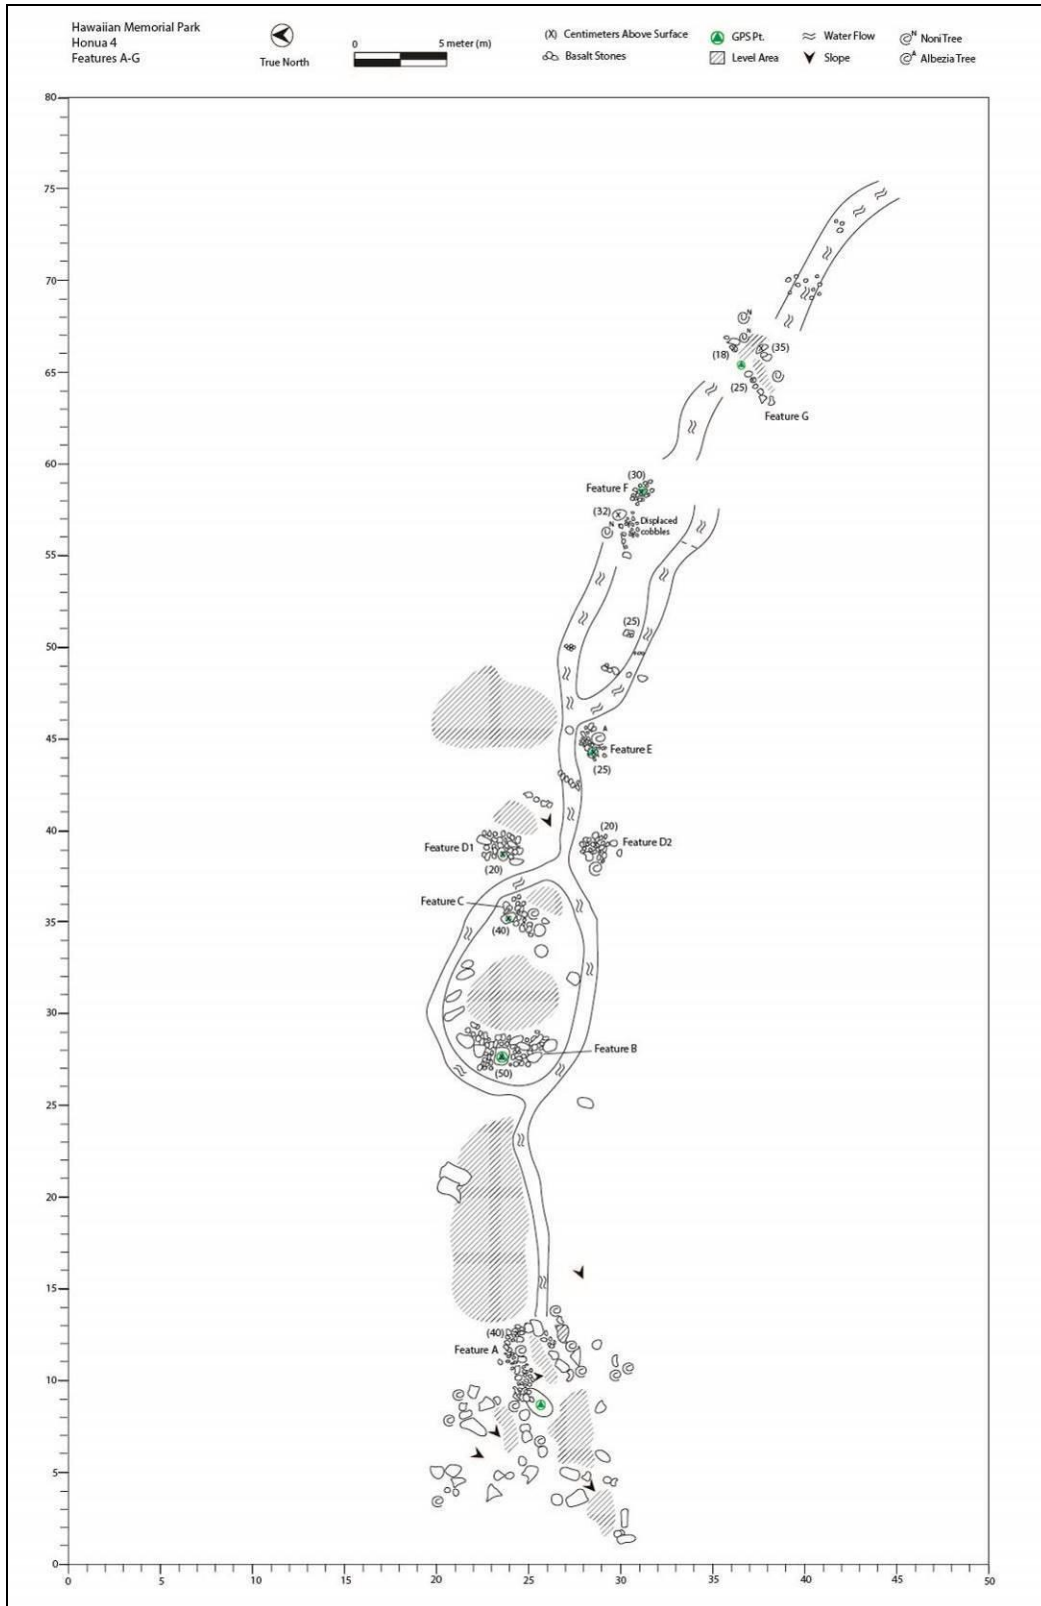 Hawaiian Memorial Park
Honua 4
Features A-G
True North
0 5 meter (m)
(X) Centimeters Above Surface
Basalt Stones
GPS Pt.
Level Area
Water Flow
Slope
N Noni Tree
A Albezia Tree
80
75
70
65
60
55
50
45
40
35
30
25
20
15
10
5
0
N
N
(18)
(35)
(25)
Feature G
(30)
Feature F
(32)
N
Displaced
cobbles
(25)
A
Feature E
(25)
(20)
Feature D1
Feature D2
(20)
Feature C
(40)
Feature B
(50)
(40)
Feature A
0 5 10 15 20 25 30 35 40 45 50